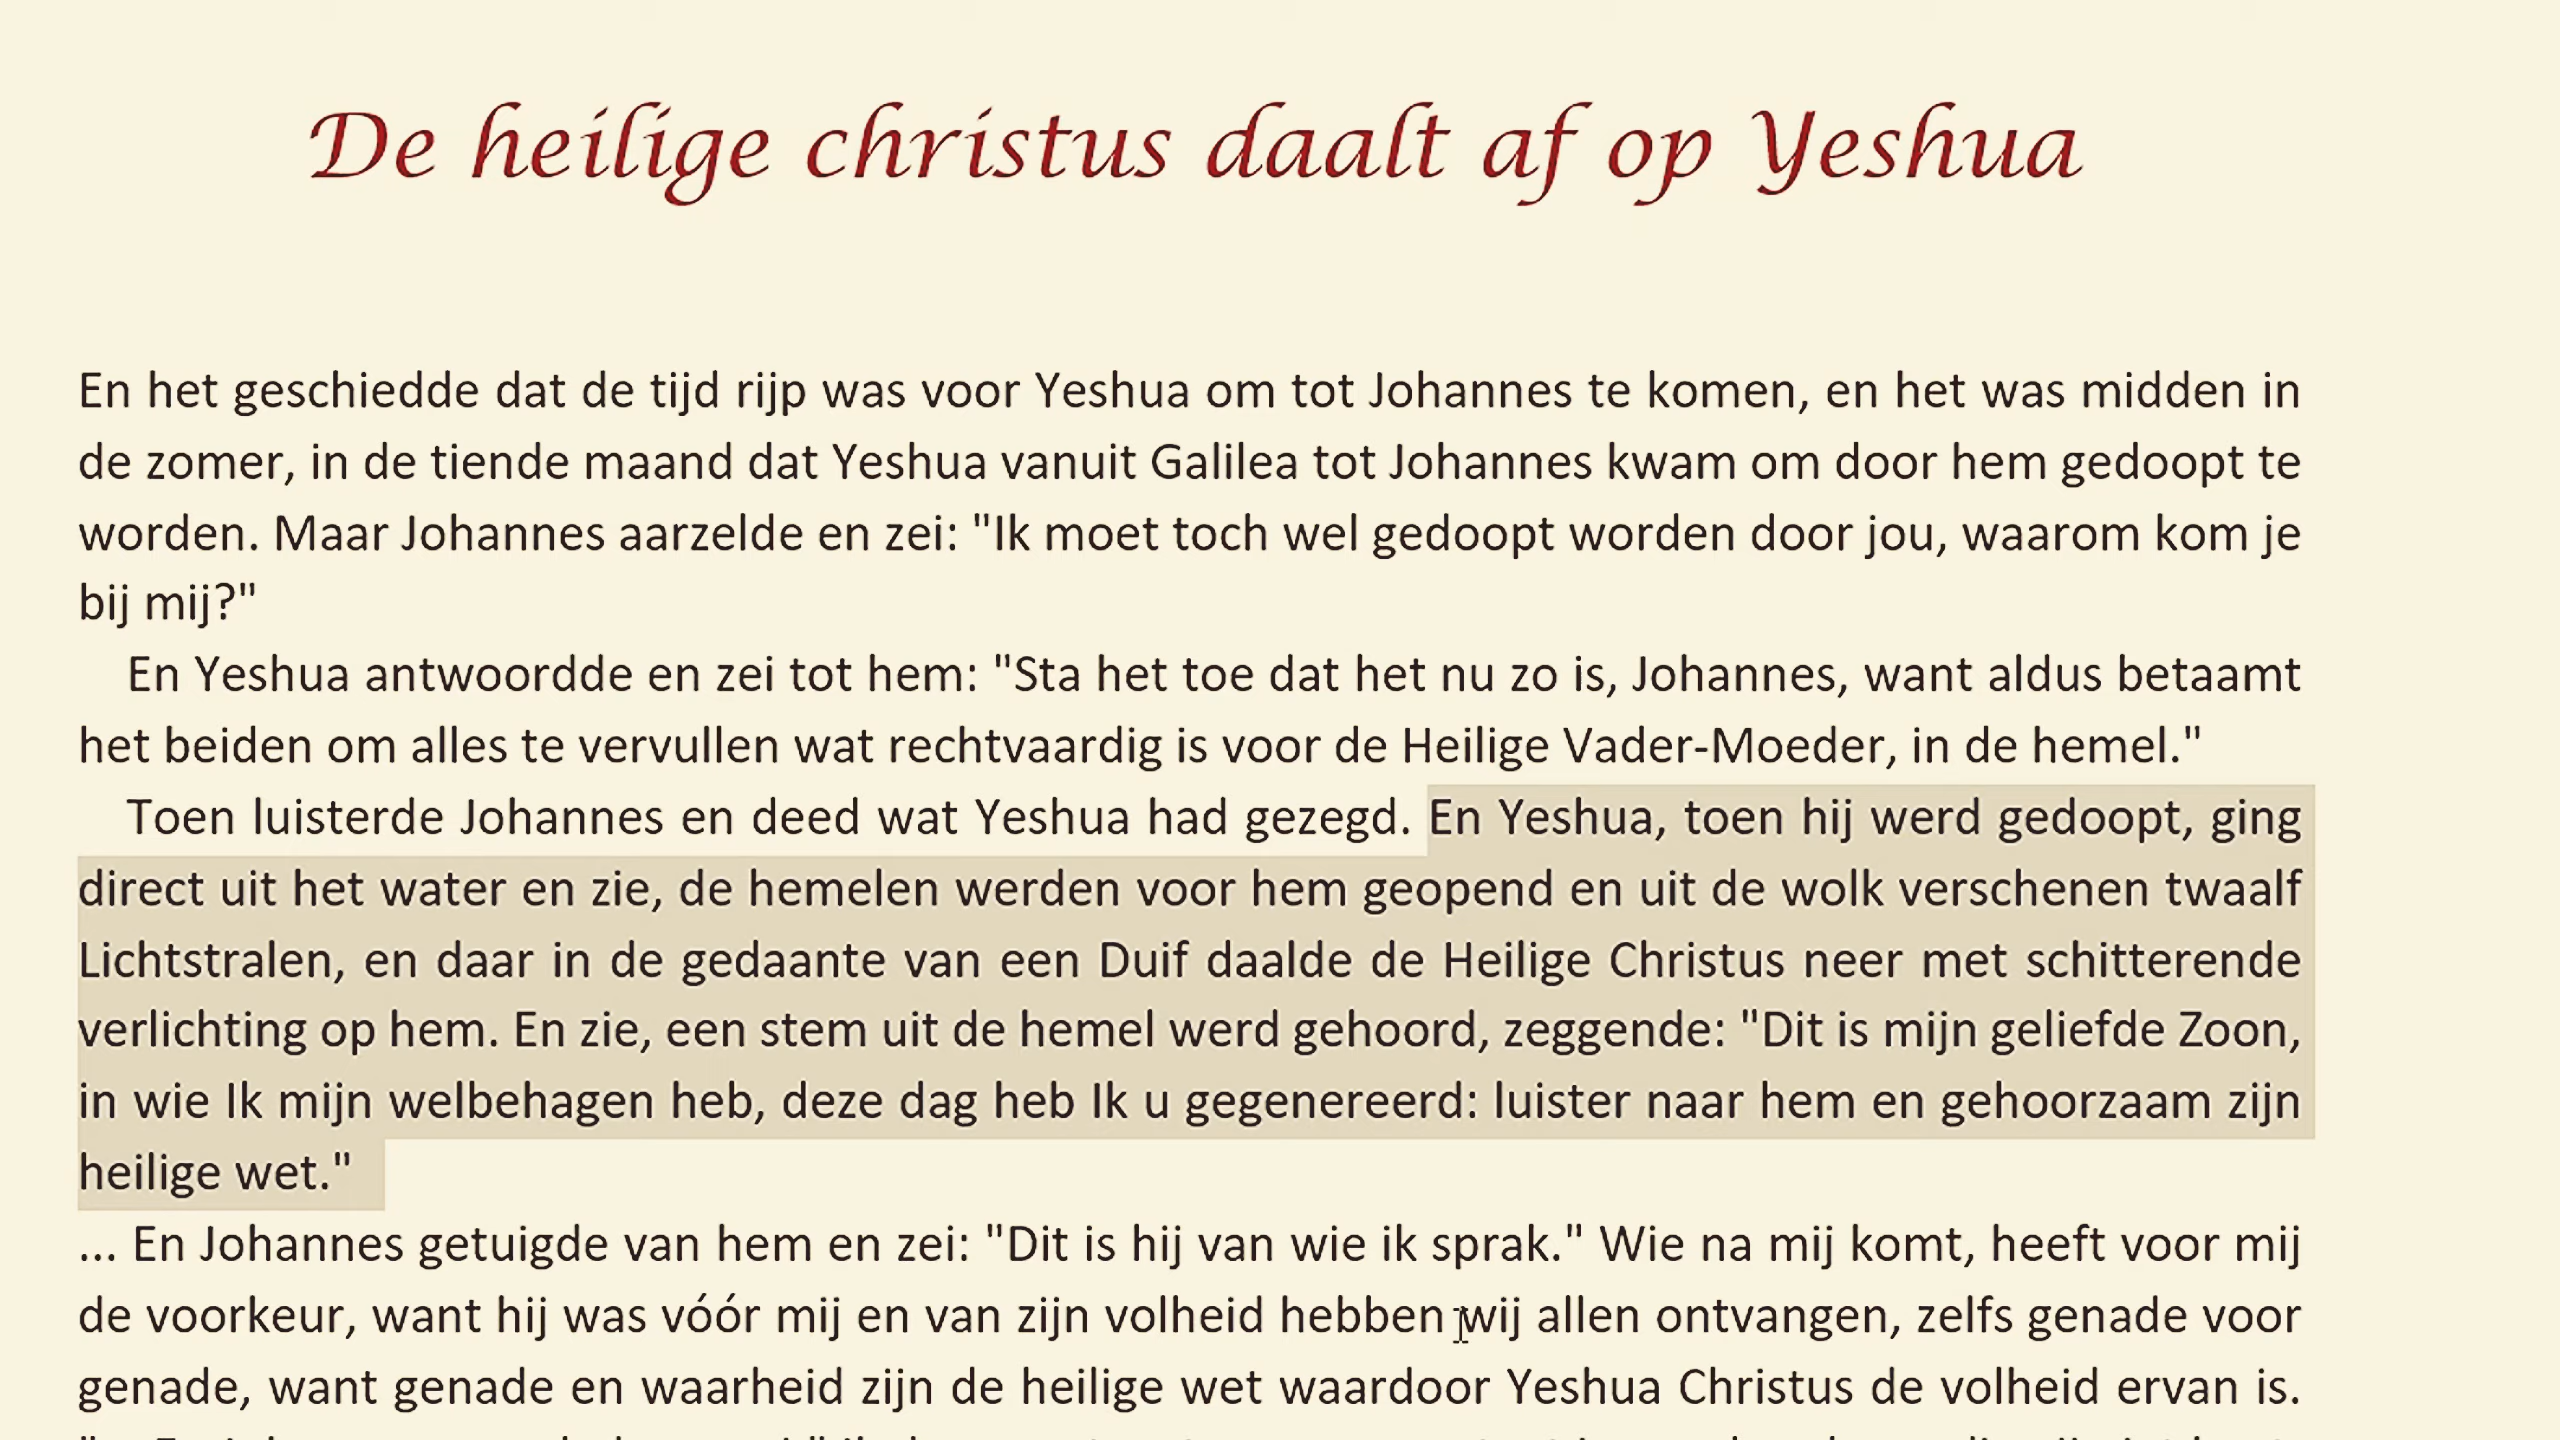 De heilige christus daalt af op Yeshua
En het geschiedde dat de tijd rijp was voor Yeshua om tot Johannes te komen, en het was midden in
de zomer, in de tiende maand dat Yeshua vanuit Galilea tot Johannes kwam om door hem gedoopt te
worden. Maar Johannes aarzelde en zei: "Ik moet toch wel gedoopt worden door jou, waarom kom je
bij mij?"
En Yeshua antwoordde en zei tot hem: "Sta het toe dat het nu zo is, Johannes, want aldus betaamt
het beiden om alles te vervullen wat rechtvaardig is voor de Heilige Vader-Moeder, in de hemel."
Toen luisterde Johannes en deed wat Yeshua had gezegd. En Yeshua, toen hij werd gedoopt, ging
direct uit het water en zie, de hemelen werden voor hem geopend en uit de wolk verschenen twaalf
Lichtstralen, en daar in de gedaante van een Duif daalde de Heilige Christus neer met schitterende
verlichting op hem. En zie, een stem uit de hemel werd gehoord, zeggende: "Dit is mijn geliefde Zoon,
in wie Ik mijn welbehagen heb, deze dag heb Ik u gegenereerd: luister naar hem en gehoorzaam zijn
heilige wet."
... En Johannes getuigde van hem en zei: "Dit is hij van wie ik sprak." Wie na mij komt, heeft voor mij
de voorkeur, want hij was vóór mij en van zijn volheid hebben wij allen ontvangen, zelfs genade voor
genade, want genade en waarheid zijn de heilige wet waardoor Yeshua Christus de volheid ervan is.